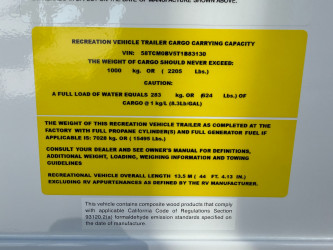 OF MANUFACTURE SHOWN ABOVE.
RECREATION VEHICLE TRAILER CARGO CARRYING CAPACITY
VIN:
THE WEIGHT OF CARGO SHOULD NEVER EXCEED:
1000 kg. OR ( 2205 Lbs.)
CAUTION:
A FULL LOAD OF WATER EQUALS 283 kg. OR (624 Lbs.) OF
CARGO @ 1 kg/L (8.3Lb/GAL)
THE WEIGHT OF THIS RECREATION VEHICLE TRAILER AS COMPLETED AT THE
FACTORY WITH FULL PROPANE CYLINDER(S) AND FULL GENERATOR FUEL IF
APPLICABLE IS: 7028 kg. OR ( 15495 Lbs.)
CONSULT YOUR DEALER AND SEE OWNER'S MANUAL FOR DEFINITIONS,
ADDITIONAL WEIGHT, LOADING, WEIGHING INFORMATION AND TOWING
GUIDELINES
RECREATIONAL VEHICLE OVERALL LENGTH 13.5 M ( 44 FT. 4.13 IN.)
EXCLUDING RV APPURTENANCES AS DEFINED BY THE RV MANUFACTURER.
This vehicle contains composite wood products that comply
with applicable California Code of Regulations Section
93120.2(a) formaldehyde emission standards specified on
the date of manufacture.